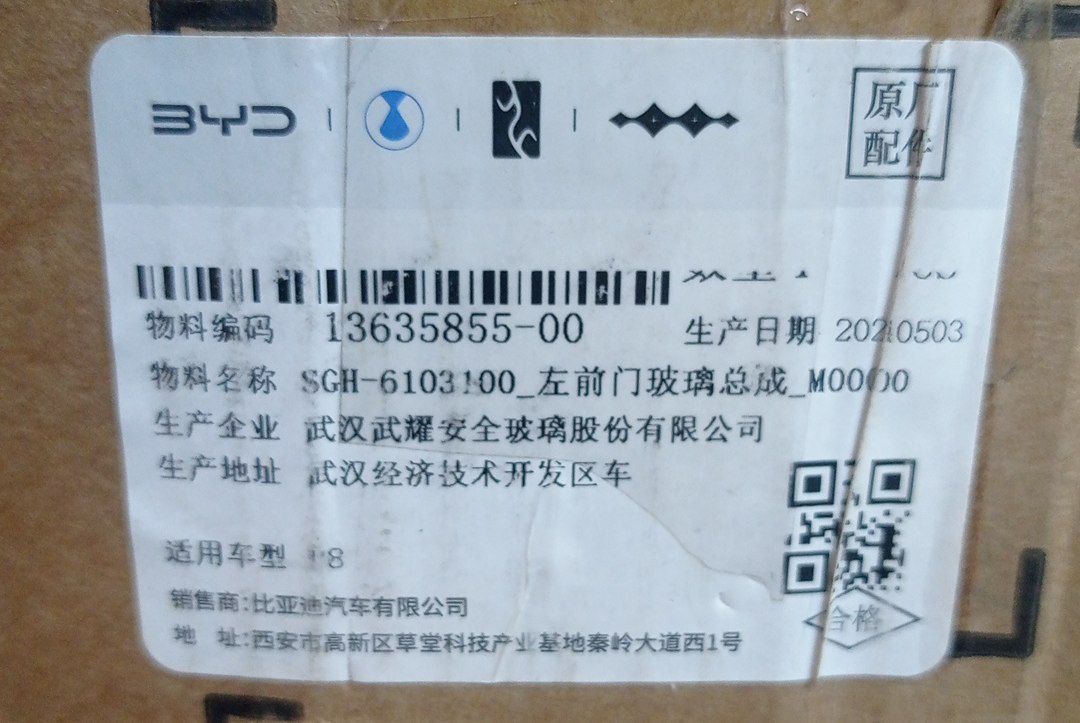 BYD
原厂
配件
物料编码 13635855-00
生产日期
物料名称 SGH-6103100_左前门玻璃总成_M0000
生产企业 武汉武耀安全玻璃股份有限公司
生产地址 武汉经济技术开发区车
适用车型
销售商:比亚迪汽车有限公司
地 址:西安市高新区草堂科技产业基地秦岭大道西1号
合格